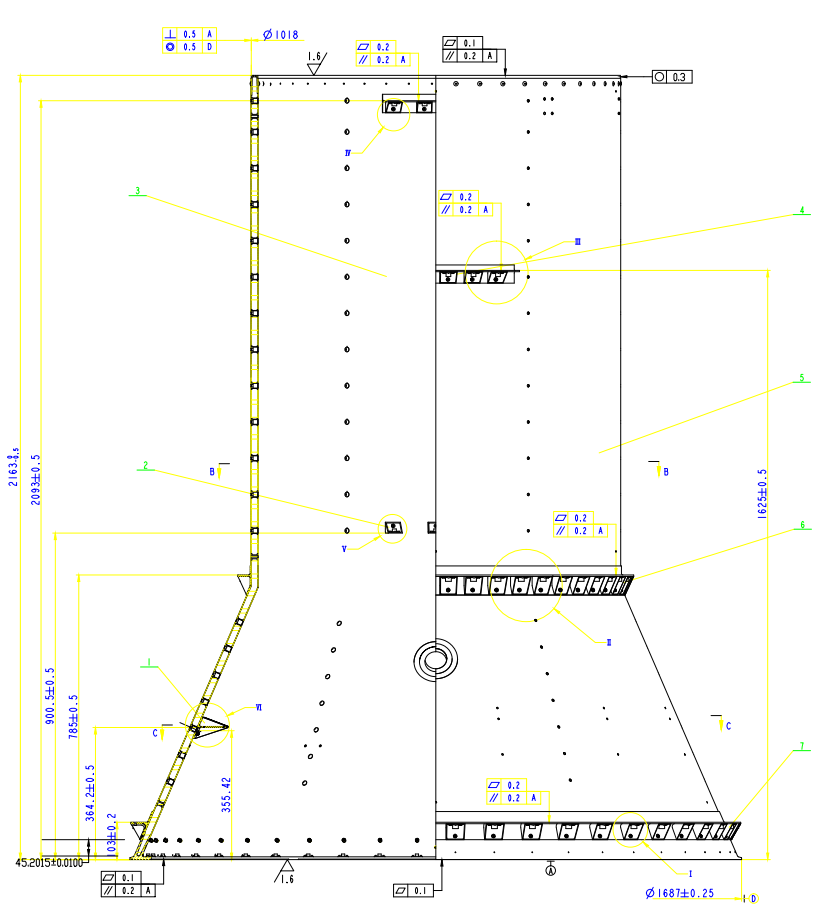 ⊥ 0.5 A
◎ 0.5 D
Ø1018
1.6
▱ 0.2
// 0.2 A
▱ 0.1
// 0.2 A
○ 0.3
IV
3
▱ 0.2
// 0.2 A
4
III
5
2163-0.5
2093±0.5
1625±0.5
2
B
B
V
▱ 0.2
// 0.2 A
6
II
1
VI
C
C
900.5±0.5
785±0.5
364.2±0.5
355.42
103±0.2
7
▱ 0.2
// 0.2 A
45.2015±0.0100
▱ 0.1
// 0.2 A
1.6
▱ 0.1
A
I
Ø1687±0.25
D